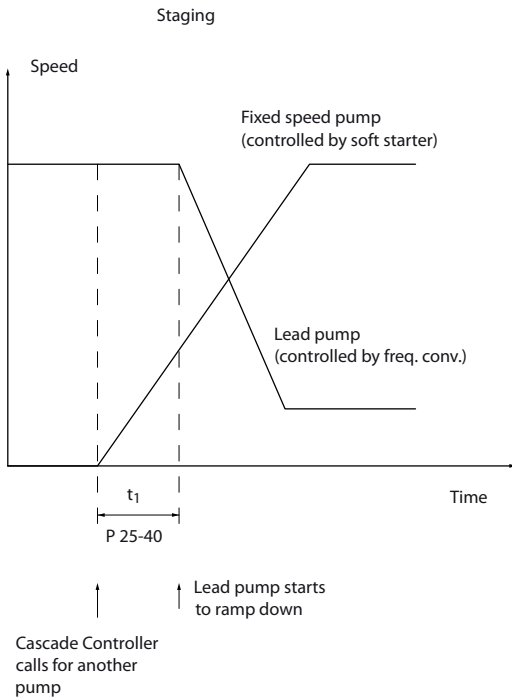 Staging
Speed
Fixed speed pump
(controlled by soft starter)
Lead pump
(controlled by freq. conv.)
t1
Time
P 25-40
Lead pump starts
to ramp down
Cascade Controller
calls for another
pump